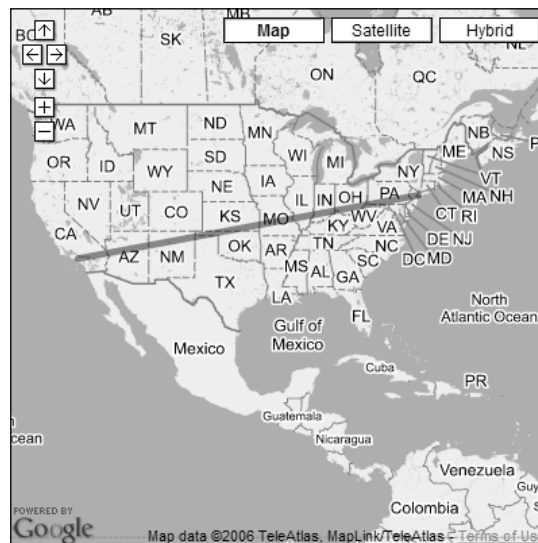 AB
MB
BC
SK
Map
Satellite
Hybrid
NL
ON
QC
WA
MT
ND
MN
NB
ME
NS
OR
ID
SD
WI
MI
NY
VT
WY
NE
IA
PA
MA NH
NV
UT
CO
IL
IN
OH
KS
MO
WV
CT RI
CA
KY
VA
OK
TN
NC
DE NJ
AZ
NM
AR
SC
DC MD
MS
AL
GA
TX
LA
FL
North
Atlantic Ocean
Gulf of
Mexico
Mexico
Cuba
PR
Guatemala
Nicaragua
cean
Venezuela
Guy
Colombia
POWERED BY
Google
Map data ©2006 TeleAtlas, MapLink/TeleAtlas - Terms of Us